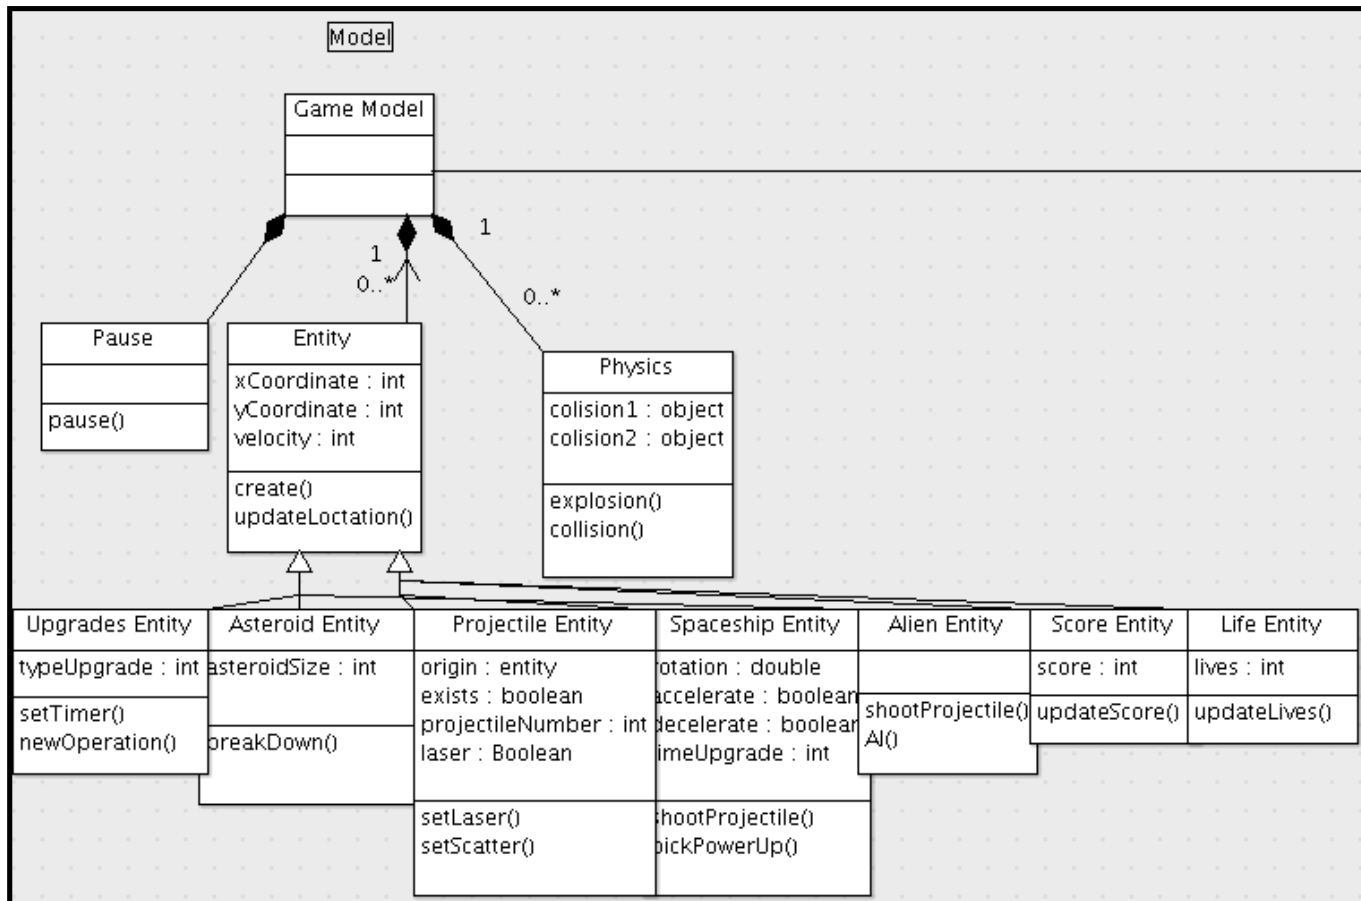 Model
Game Model
1
1
0..*
0..*
Pause
pause()
Entity
xCoordinate : int
yCoordinate : int
velocity : int
create()
updateLoctation()
Physics
colision1 : object
colision2 : object
explosion()
collision()
Upgrades Entity
typeUpgrade : int
setTimer()
newOperation()
Asteroid Entity
asteroidSize : int
breakDown()
Projectile Entity
origin : entity
exists : boolean
projectileNumber : int
laser : Boolean
setLaser()
setScatter()
Spaceship Entity
rotation : double
accelerate : boolean
decelerate : boolean
timeUpgrade : int
shootProjectile()
pickPowerUp()
Alien Entity
shootProjectile()
AI()
Score Entity
score : int
updateScore()
Life Entity
lives : int
updateLives()